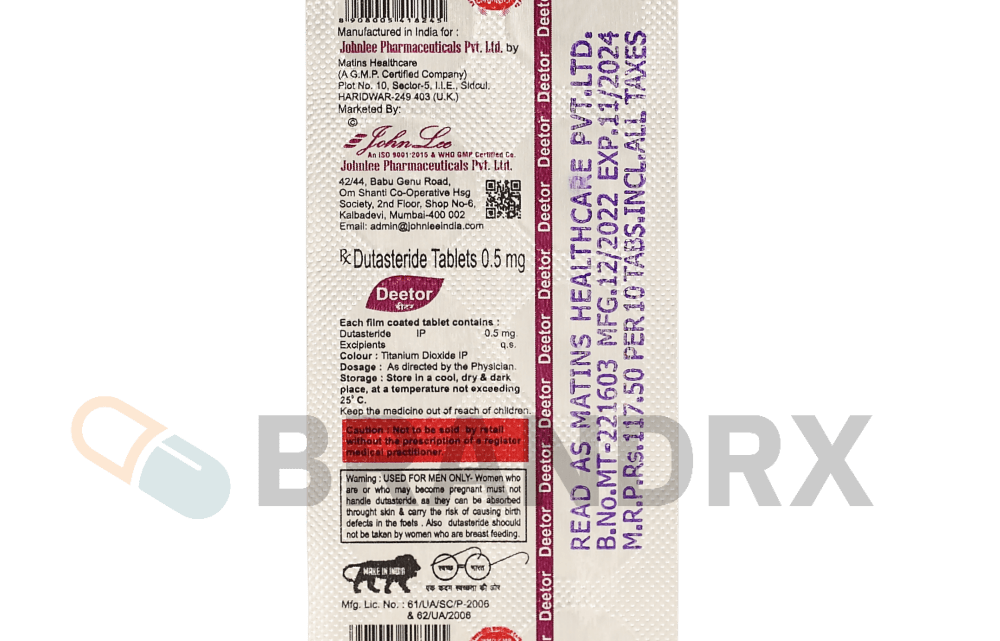 8 908005 418245
Manufactured in India for :
Johnlee Pharmaceuticals Pvt. Ltd. by
Matins Healthcare
(A G.M.P. Certified Company)
Plot No. 10, Sector-5, I.I.E., Sidcul,
HARIDWAR-249 403 (U.K.)
Marketed By:
©
John Lee
An ISO 9001:2015 & WHO GMP Certified Co.
Johnlee Pharmaceuticals Pvt. Ltd.
42/44, Babu Genu Road,
Om Shanti Co-Operative Hsg
Society, 2nd Floor, Shop No-6,
Kalbadevi, Mumbai-400 002
Email: admin@johnleeindia.com
Rx Dutasteride Tablets 0.5 mg
Deetor
डीटर
Each film coated tablet contains :
Dutasteride IP 0.5 mg
Excipients q.s.
Colour : Titanium Dioxide IP
Dosage : As directed by the Physician.
Storage : Store in a cool, dry & dark
place, at a temperature not exceeding
25° C.
Keep the medicine out of reach of children.
Caution : Not to be sold by retail
without the prescription of a register
medical practitioner.
Warning : USED FOR MEN ONLY- Women who
are or who may become pregnant must not
handle dutasteride as they can be absorbed
throught skin & carry the risk of causing birth
defects in the foets . Also dutasteride shoould
not be taken by women who are breast feeding.
MAKE IN INDIA
स्वच्छ भारत
एक कदम स्वच्छता की ओर
Mfg. Lic. No. : 61/UA/SC/P-2006
& 62/UA/2006
Deetor Deetor Deetor Deetor Deetor Deetor Deetor Deetor Deetor Deetor
READ AS MATINS HEALTHCARE PVT.LTD.
B.No.MT-221603 MFG.12/2022 EXP.11/2024
M.R.P.Rs.117.50 PER 10 TABS.INCL.ALL TAXES